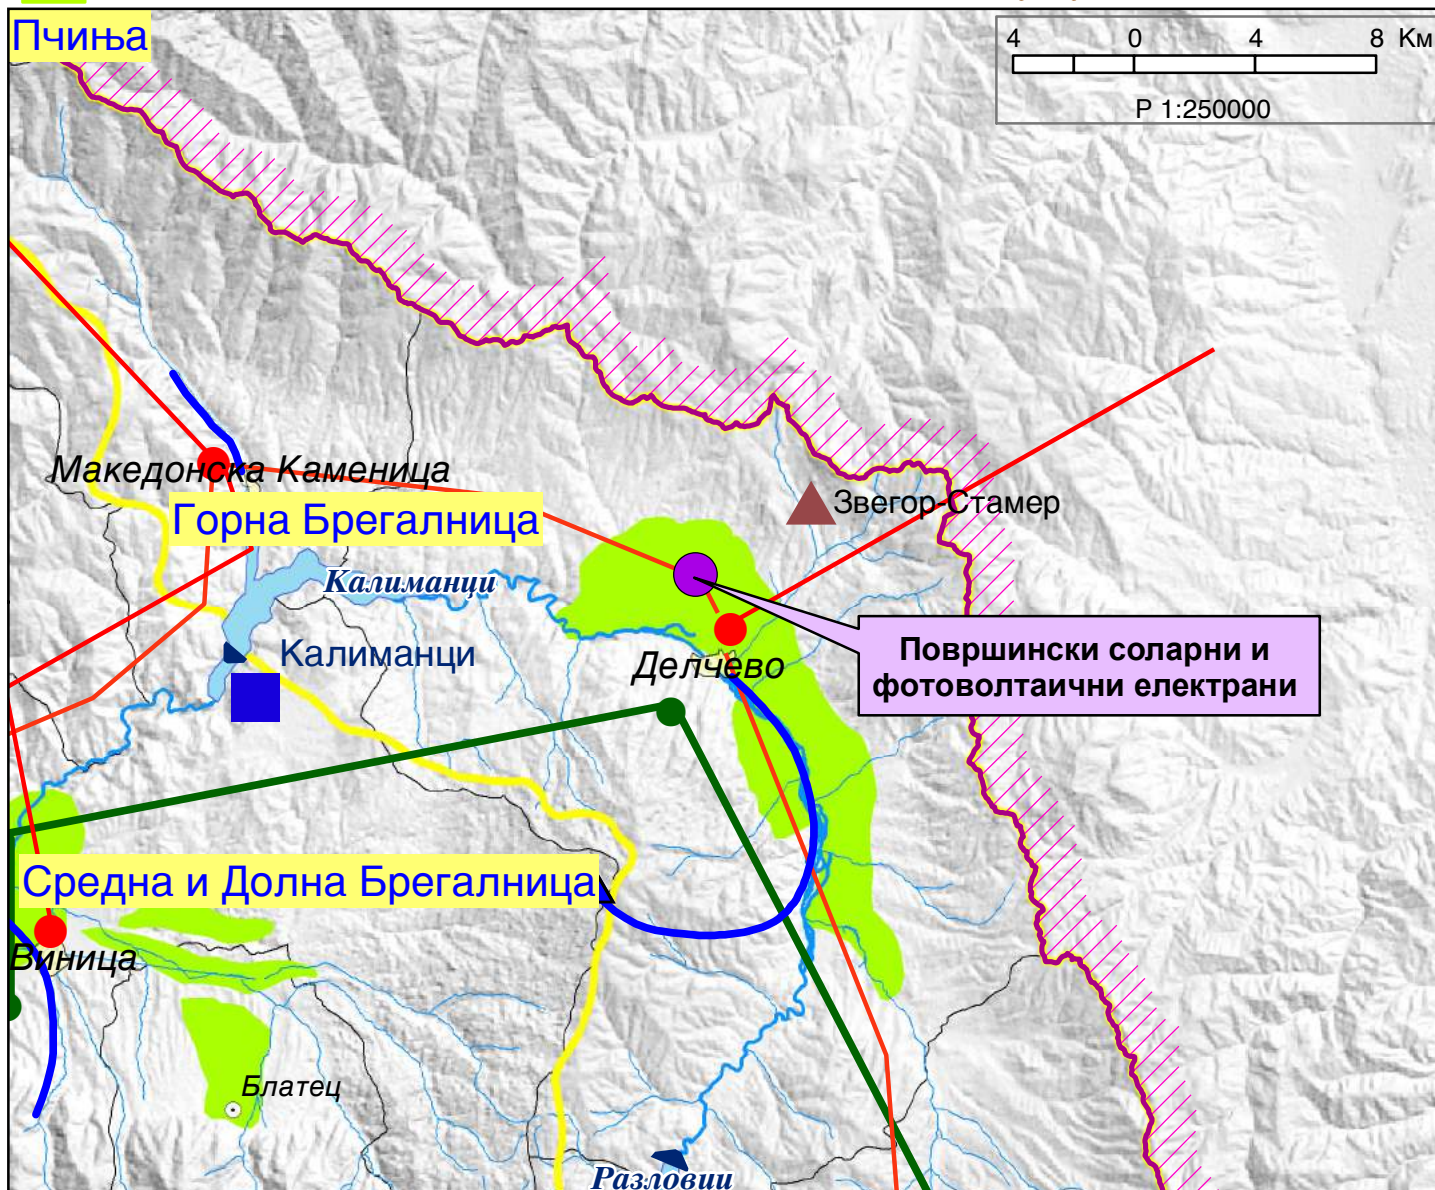 Пчиња
4 0 4 8 Км
Р 1:250000
Македонска Каменица
Горна Брегалница
Звегор-Стамер
Калиманци
Калиманци
Површински соларни и
фотоволтаични електрани
Делчево
Средна и Долна Брегалница
Виница
Блатец
Разловци